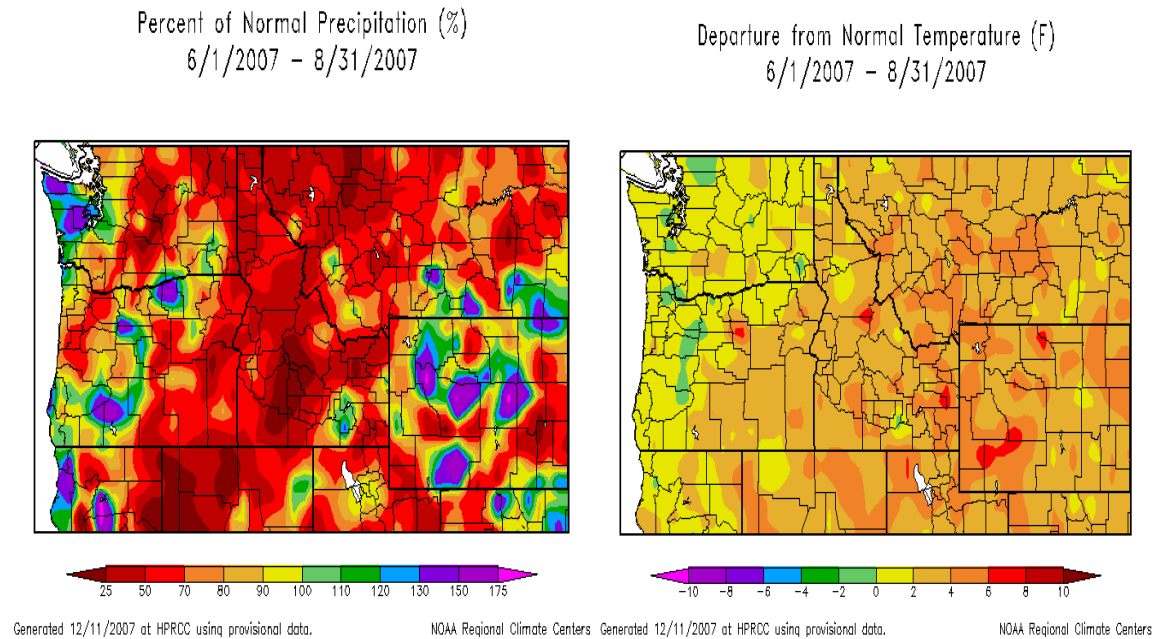 Percent of Normal Precipitation (%)
6/1/2007 – 8/31/2007
25 50 70 80 90 100 110 120 130 150 175
Generated 12/11/2007 at HPRCC using provisional data.
NOAA Regional Climate Centers
Departure from Normal Temperature (F)
6/1/2007 – 8/31/2007
-10 -8 -6 -4 -2 0 2 4 6 8 10
Generated 12/11/2007 at HPRCC using provisional data.
NOAA Regional Climate Centers